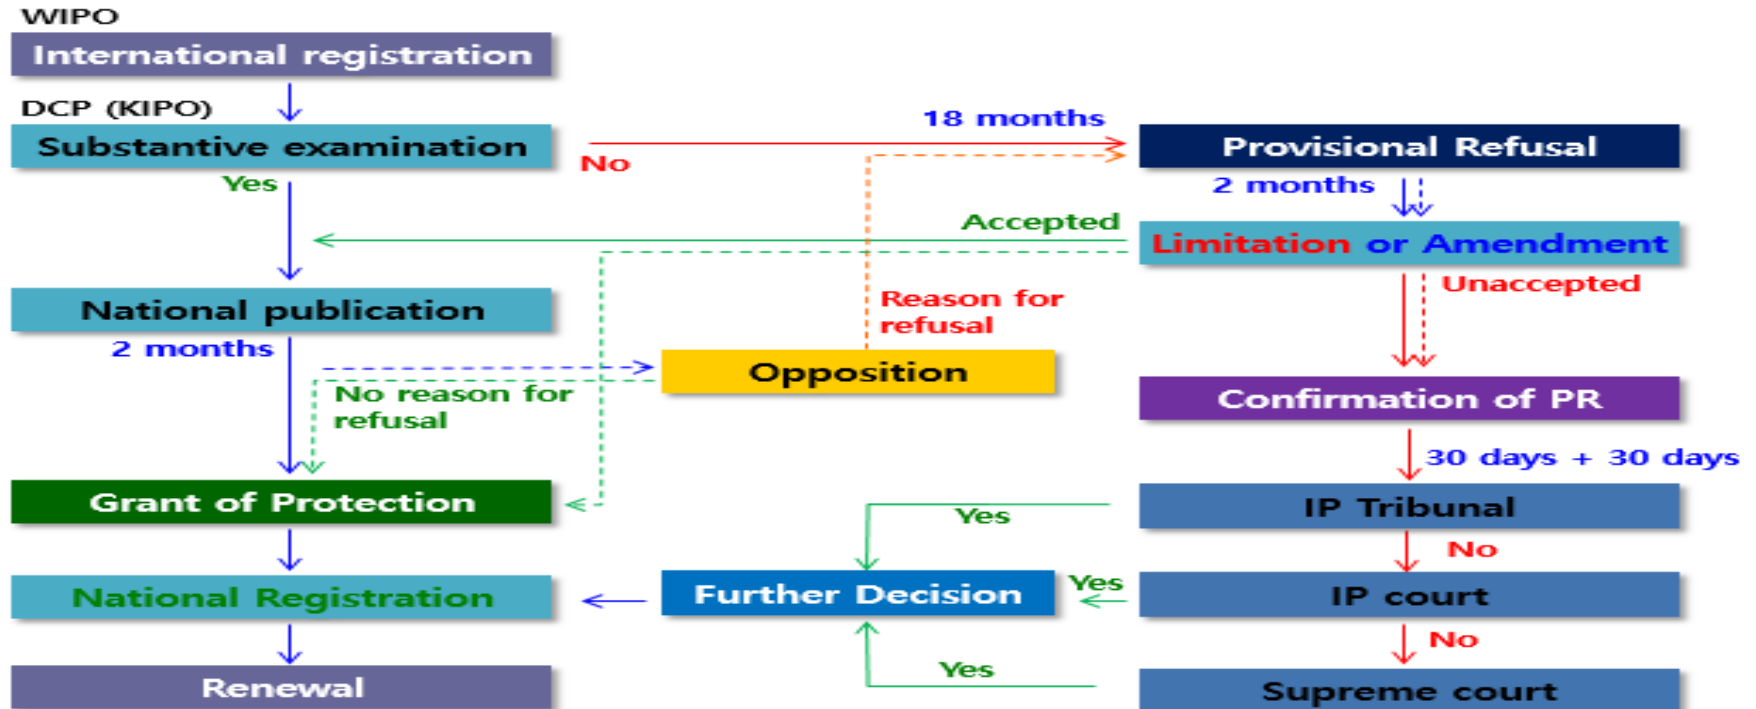 WIPO
International registration
DCP (KIPO)
18 months
Substantive examination
No
Provisional Refusal
Yes
2 months
Accepted
Limitation or Amendment
Unaccepted
National publication
Reason for
refusal
2 months
Opposition
No reason for
refusal
Confirmation of PR
30 days + 30 days
Grant of Protection
IP Tribunal
Yes
No
National Registration
Further Decision
Yes
IP court
No
Yes
Renewal
Supreme court